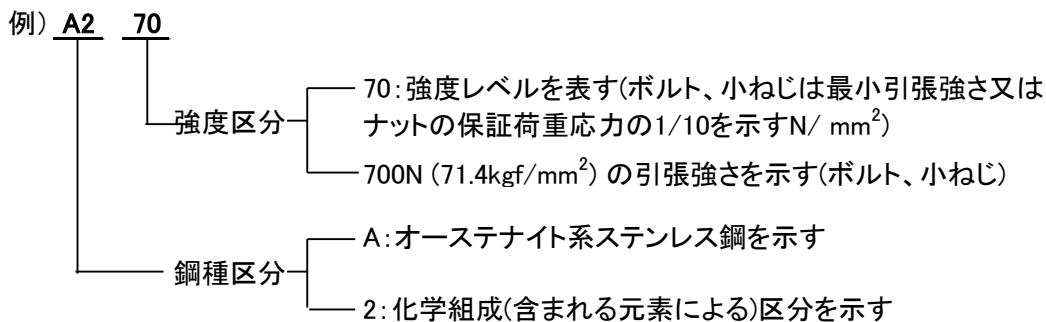 例) A2 70
70:強度レベルを表す(ボルト、小ねじは最小引張強さ又は
強度区分
ナットの保証荷重応力の1/10を示すN/ mm²)
700N (71.4kgf/mm²) の引張強さを示す(ボルト、小ねじ)
A:オーステナイト系ステンレス鋼を示す
鋼種区分
2:化学組成(含まれる元素による)区分を示す